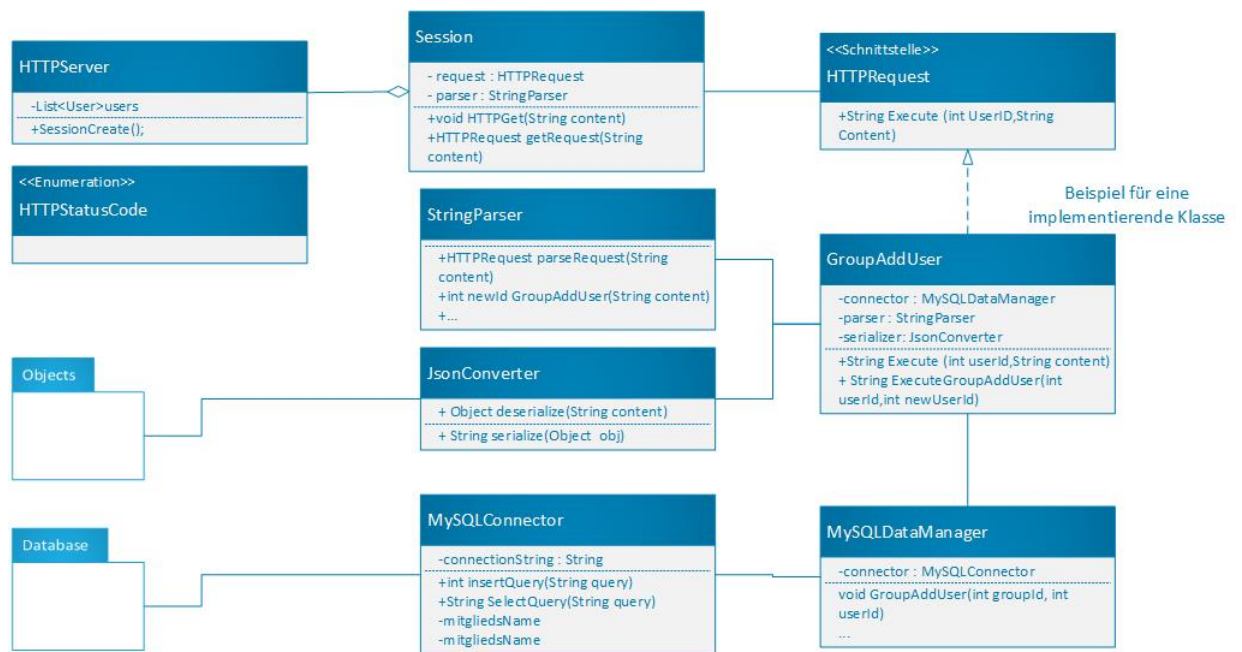 HTTPServer
-List<User>users
+SessionCreate();
<<Enumeration>>
HTTPStatusCode
Session
- request : HTTPRequest
- parser : StringParser
+void HTTPGet(String content)
+HTTPRequest getRequest(String
content)
<<Schnittstelle>>
HTTPRequest
+String Execute (int UserID,String
Content)
Beispiel für eine
implementierende Klasse
StringParser
+HTTPRequest parseRequest(String
content)
+int newId GroupAddUser(String content)
+...
GroupAddUser
-connector : MySQLDataManager
-parser : StringParser
-serializer: JsonConverter
+String Execute (int userId,String content)
+ String ExecuteGroupAddUser(int
userId,int newUserId)
Objects
JsonConverter
+ Object deserialize(String content)
+ String serialize(Object obj)
Database
MySQLConnector
-connectionString : String
+int insertQuery(String query)
+String SelectQuery(String query)
-mitgliedsName
-mitgliedsName
MySQLDataManager
-connector : MySQLConnector
void GroupAddUser(int groupId, int
userId)
...